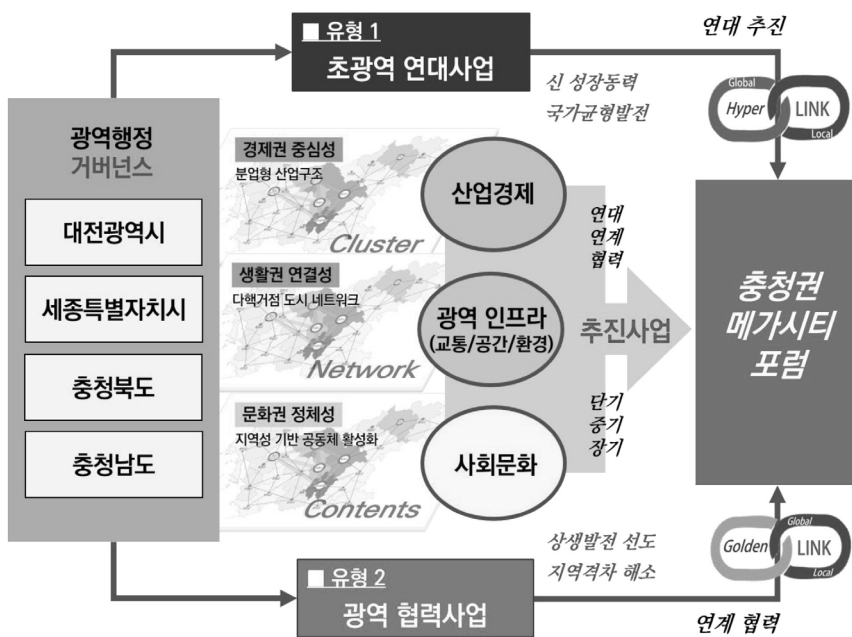 ■ 유형 1
초광역 연대사업
연대 추진
신 성장동력
국가균형발전
Global
Hyper
LINK
Local
광역행정
거버넌스
대전광역시
세종특별자치시
충청북도
충청남도
경제권 중심성
분업형 산업구조
Cluster
산업경제
생활권 연결성
다핵거점 도시 네트워크
Network
광역 인프라
(교통/공간/환경)
문화권 정체성
지역성 기반 공동체 활성화
Contents
사회문화
연대
연계
협력
추진사업
단기
중기
장기
충청권
메가시티
포럼
■ 유형 2
광역 협력사업
상생발전 선도
지역격차 해소
Golden
Global
LINK
Local
연계 협력